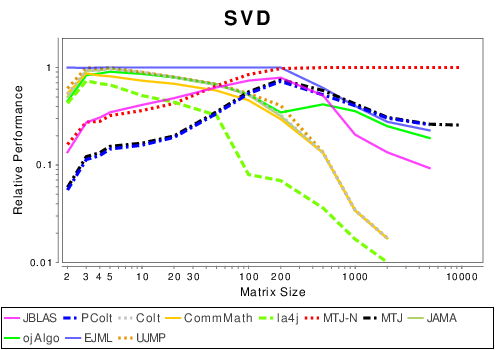 SVD
Relative Performance
1
0.1
0.01
2 3 4 5 10 20 30 50 100 200 1000 10000
Matrix Size
JBLAS PColt Colt CommMath la4j MTJ-N MTJ JAMA
ojAlgo EJML UJMP